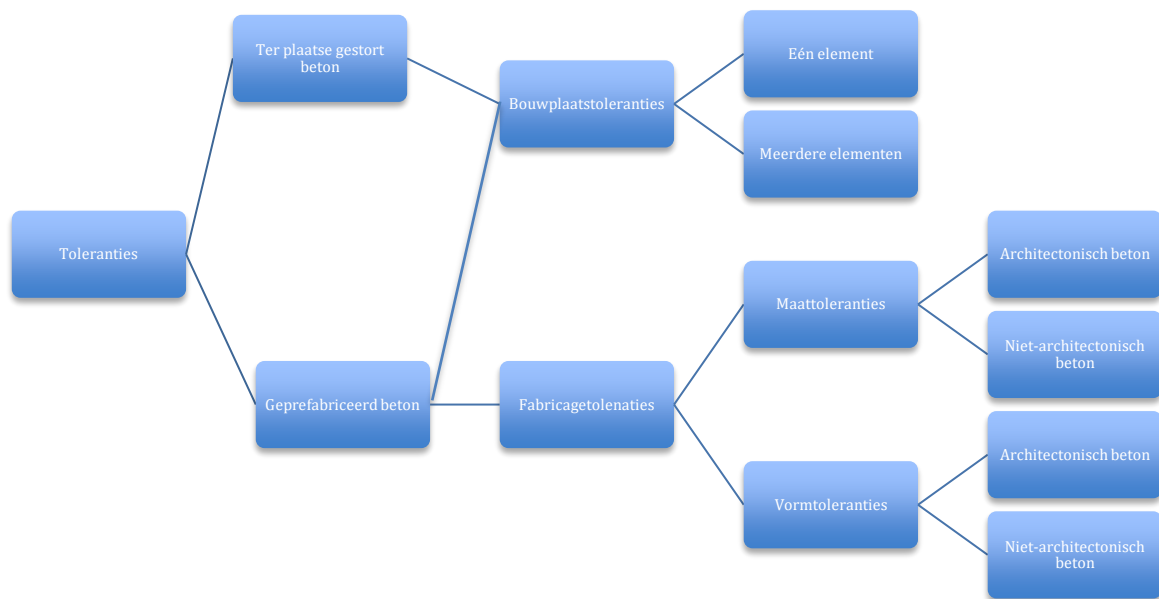 Ter plaatse gestort
beton
Eén element
Bouwplaatstoleranties
Meerdere elementen
Toleranties
Architectonisch beton
Maattoleranties
Niet-architectonisch
beton
Geprefabriceerd beton
Fabricagetolenaties
Architectonisch beton
Vormtoleranties
Niet-architectonisch
beton